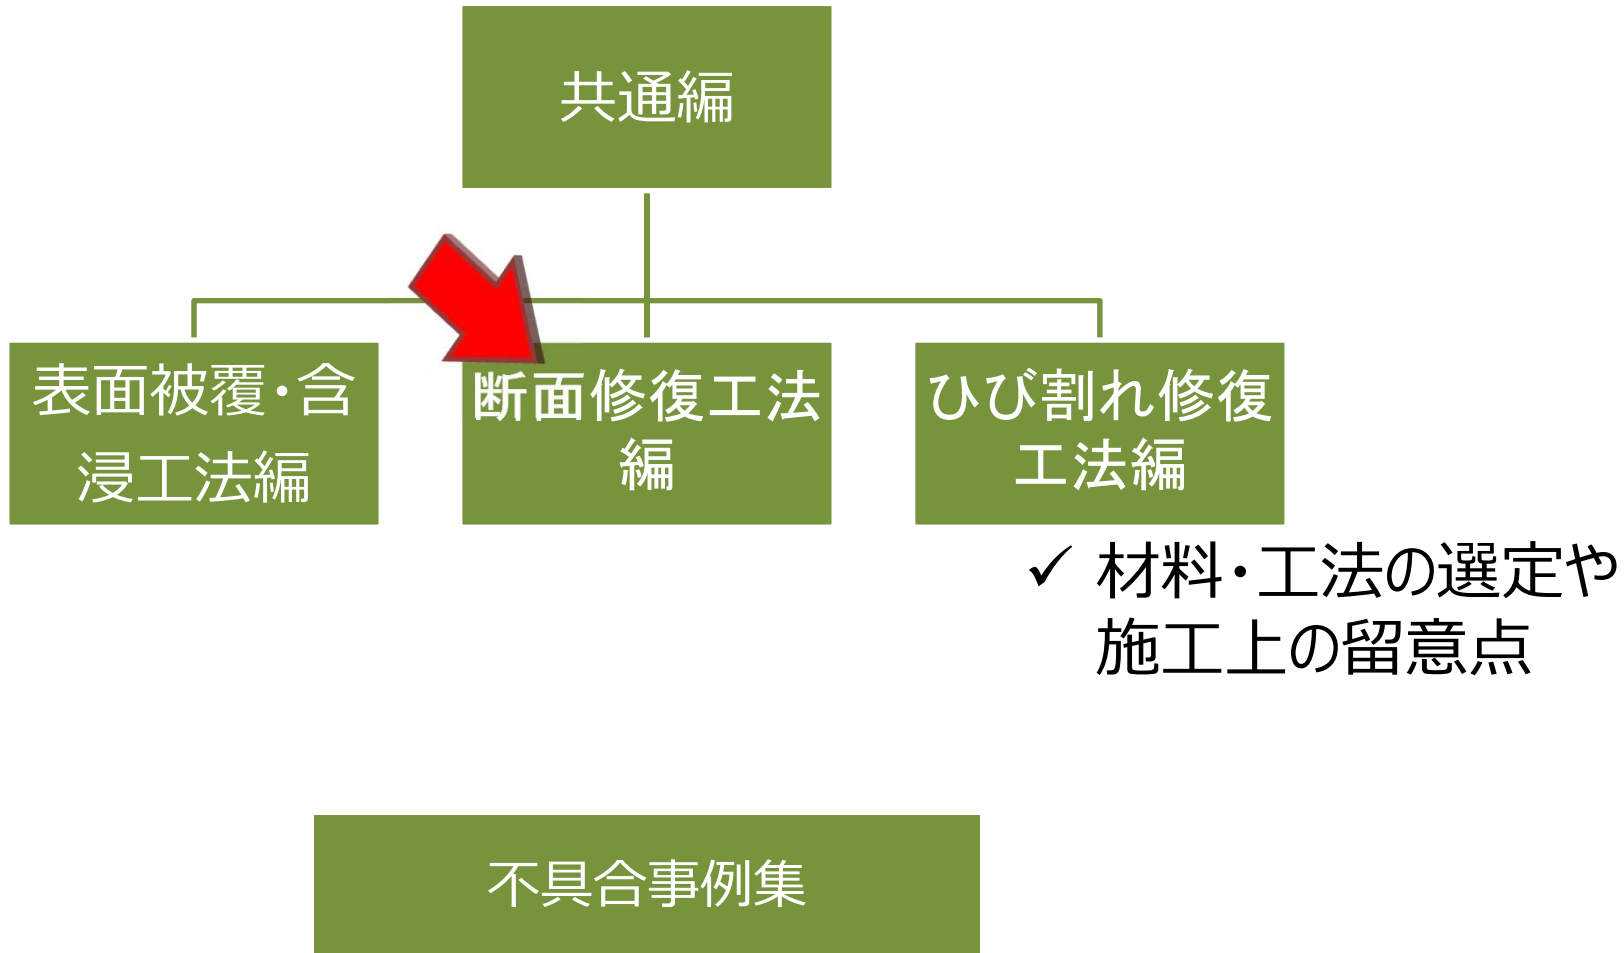 共通編
表面被覆・含
浸工法編
断面修復工法
編
ひび割れ修復
工法編
✓ 材料・工法の選定や
施工上の留意点
不具合事例集